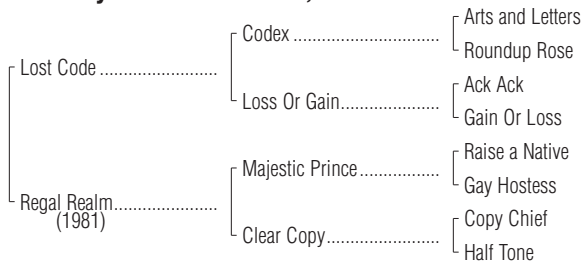 Arts and Letters
Codex
Roundup Rose
Lost Code
Ack Ack
Loss Or Gain
Gain Or Loss
Raise a Native
Majestic Prince
Gay Hostess
Regal Realm
(1981)
Copy Chief
Clear Copy
Half Tone